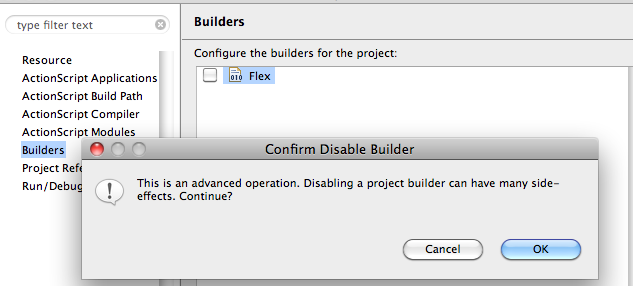 type filter text
Builders
Configure the builders for the project:
Resource
ActionScript Applications
ActionScript Build Path
ActionScript Compiler
ActionScript Modules
Builders
Project Refe
Run/Debug
010 Flex
Confirm Disable Builder
This is an advanced operation. Disabling a project builder can have many side-
effects. Continue?
Cancel
OK